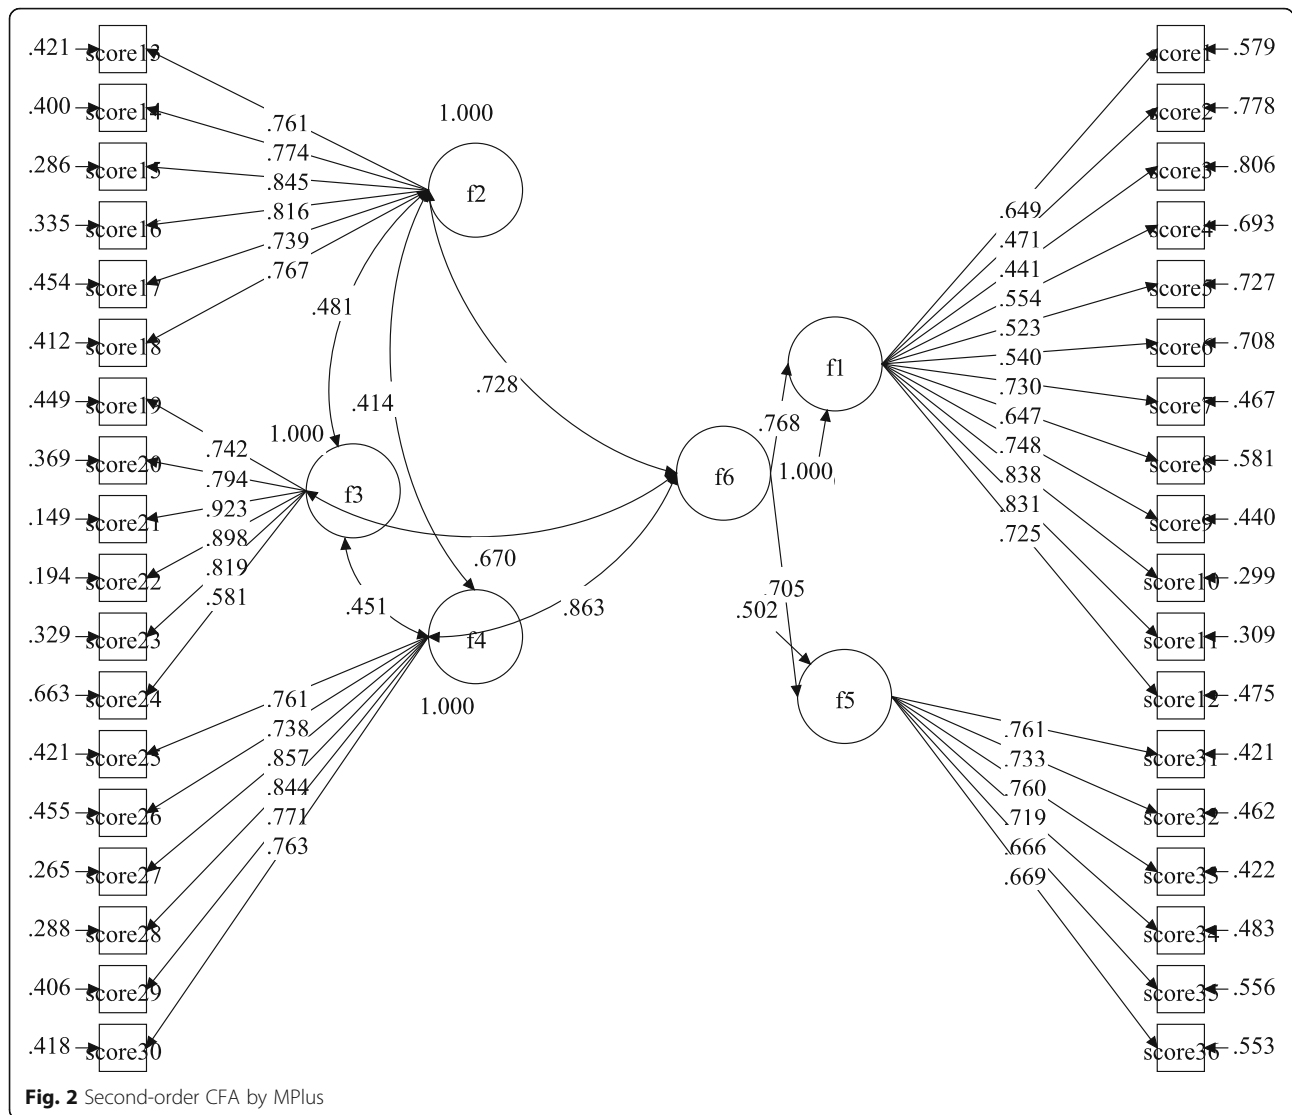 .421 score13
.400 score14
.286 score15
.335 score16
.454 score17
.412 score18
.449 score19
.369 score20
.149 score21
.194 score22
.329 score23
.663 score24
.421 score25
.455 score26
.265 score27
.288 score28
.406 score29
.418 score30
.761
.774
.845
.816
.739
.767
.742
.794
.923
.898
.819
.581
.761
.738
.857
.844
.771
.763
1.000
f2
.481
.414
.728
1.000
f3
.670
.451
.863
f4
1.000
f6
.768
1.000
f1
.705
.502
f5
.649
.471
.441
.554
.523
.540
.730
.647
.748
.838
.831
.725
.761
.733
.760
.719
.666
.669
score1 .579
score2 .778
score3 .806
score4 .693
score5 .727
score6 .708
score7 .467
score8 .581
score9 .440
score10 .299
score11 .309
score12 .475
score31 .421
score32 .462
score33 .422
score34 .483
score35 .556
score36 .553
Fig. 2 Second-order CFA by MPlus